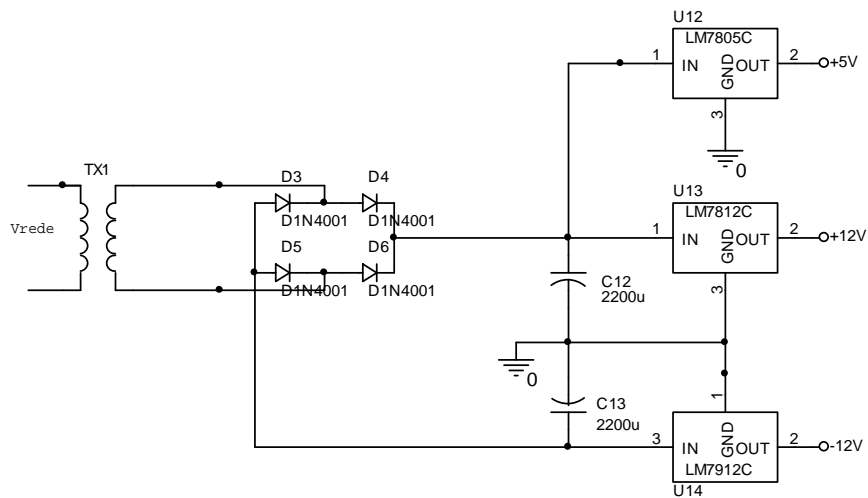 U12
LM7805C
1 IN GND OUT 2 +5V
3
0
TX1
Vrede
D3 D4
D1N4001 D1N4001
D5 D6
D1N4001 D1N4001
U13
LM7812C
1 IN GND OUT 2 +12V
3
C12
2200u
0
C13
2200u
1
3 IN GND OUT 2 -12V
LM7912C
U14